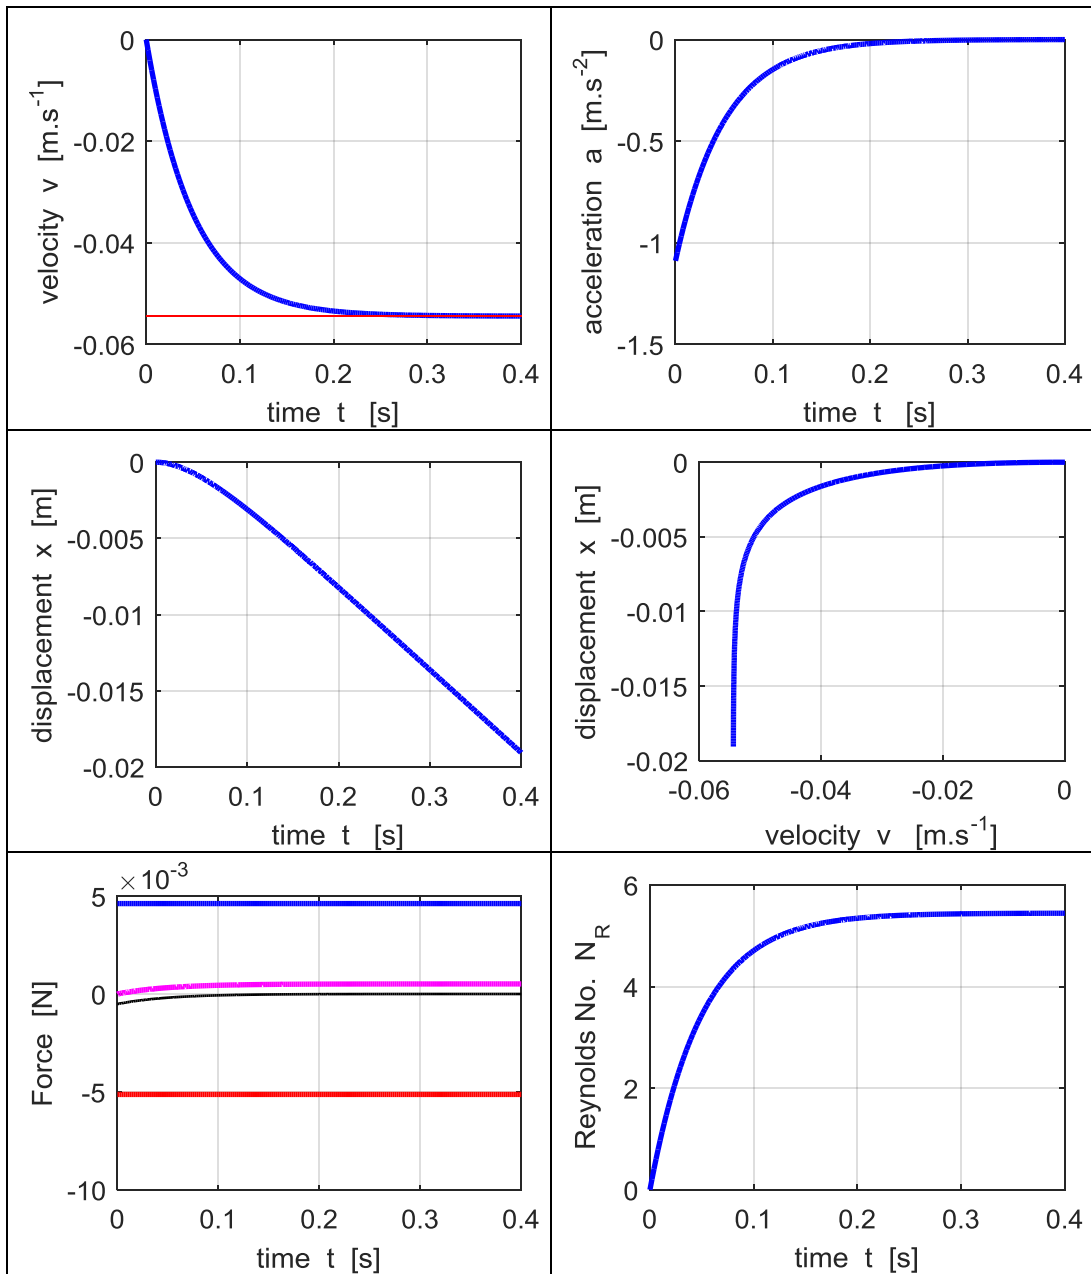 0
-0.02
-0.04
-0.06
velocity v [m.s-1]
0 0.1 0.2 0.3 0.4
time t [s]
0
-0.5
-1
-1.5
acceleration a [m.s-2]
0 0.1 0.2 0.3 0.4
time t [s]
0
-0.005
-0.01
-0.015
-0.02
displacement x [m]
0 0.1 0.2 0.3 0.4
time t [s]
0
-0.005
-0.01
-0.015
-0.02
displacement x [m]
-0.06 -0.04 -0.02 0
velocity v [m.s-1]
×10-3
5
0
-5
-10
Force [N]
0 0.1 0.2 0.3 0.4
time t [s]
6
4
2
0
Reynolds No. NR
0 0.1 0.2 0.3 0.4
time t [s]